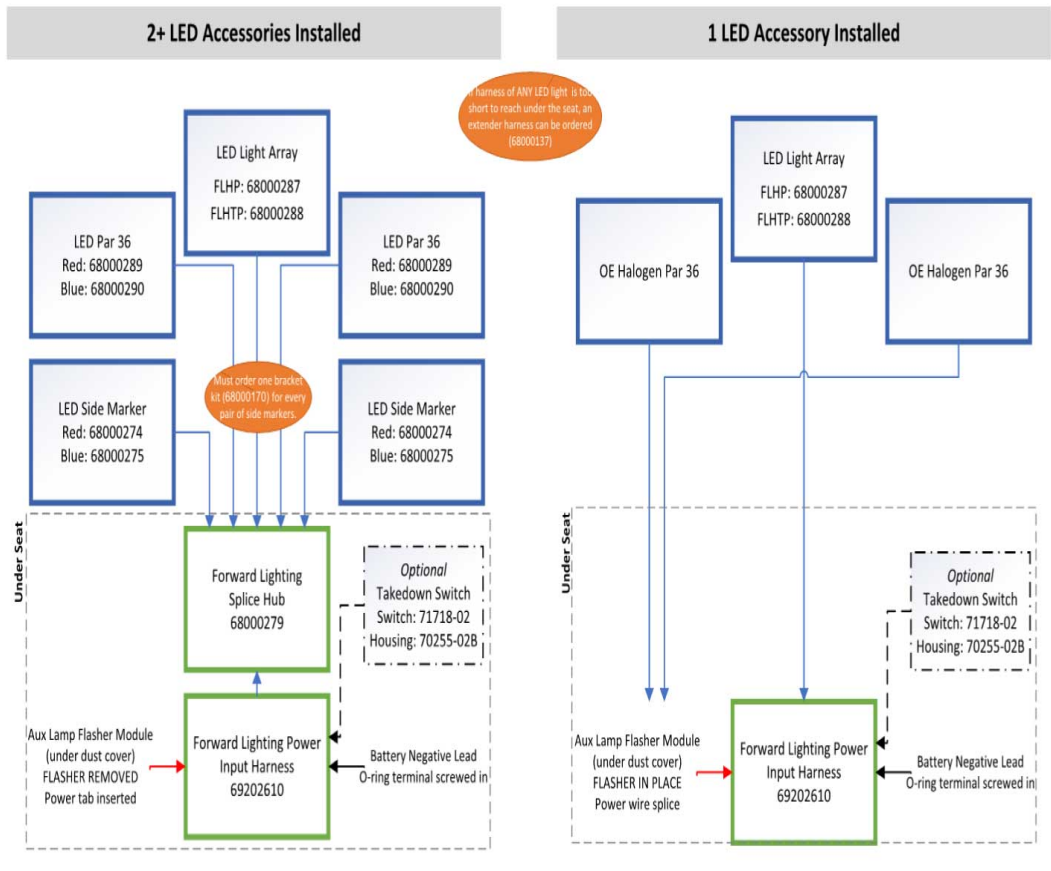 2+ LED Accessories Installed
1 LED Accessory Installed
harness of ANY LED light is too
short to reach under the seat, an
extender harness can be ordered
(68000137)
LED Light Array
FLHP: 68000287
FLHTP: 68000288
LED Par 36
Red: 68000289
Blue: 68000290
LED Par 36
Red: 68000289
Blue: 68000290
Must order one bracket
kit (68000170) for every
pair of side markers.
LED Side Marker
Red: 68000274
Blue: 68000275
LED Side Marker
Red: 68000274
Blue: 68000275
Under Seat
Forward Lighting
Splice Hub
68000279
Optional
Takedown Switch
Switch: 71718-02
Housing: 70255-02B
Aux Lamp Flasher Module
(under dust cover)
FLASHER REMOVED
Power tab inserted
Forward Lighting Power
Input Harness
69202610
Battery Negative Lead
O-ring terminal screwed in
LED Light Array
FLHP: 68000287
FLHTP: 68000288
OE Halogen Par 36
OE Halogen Par 36
Under Seat
Optional
Takedown Switch
Switch: 71718-02
Housing: 70255-02B
Aux Lamp Flasher Module
(under dust cover)
FLASHER IN PLACE
Power wire splice
Forward Lighting Power
Input Harness
69202610
Battery Negative Lead
O-ring terminal screwed in